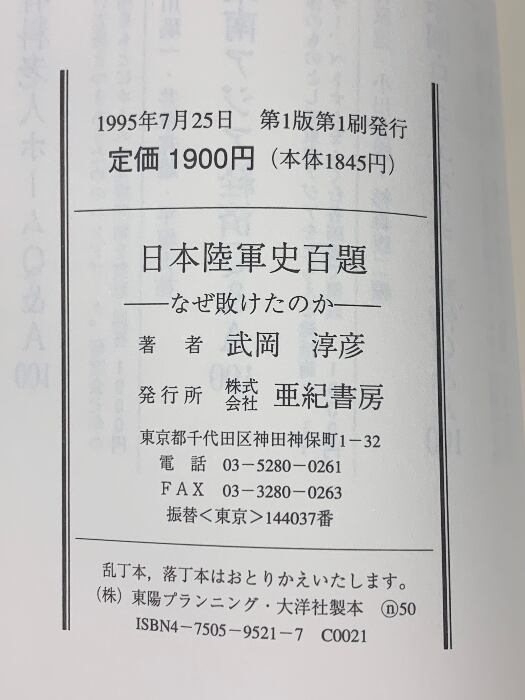 1995年7月25日　第1版第1刷発行
定価 1900円（本体1845円）
日本陸軍史百題
――なぜ敗けたのか――
著　者　武岡　淳彦
発行所　株式会社　亜紀書房
東京都千代田区神田神保町1－32
電　話　03－5280－0261
ＦＡＸ　03－3280－0263
振替＜東京＞144037番
乱丁本，落丁本はおとりかえいたします。
（株）東陽プランニング・大洋社製本　ⓝ50
ISBN4－7505－9521－7　C0021